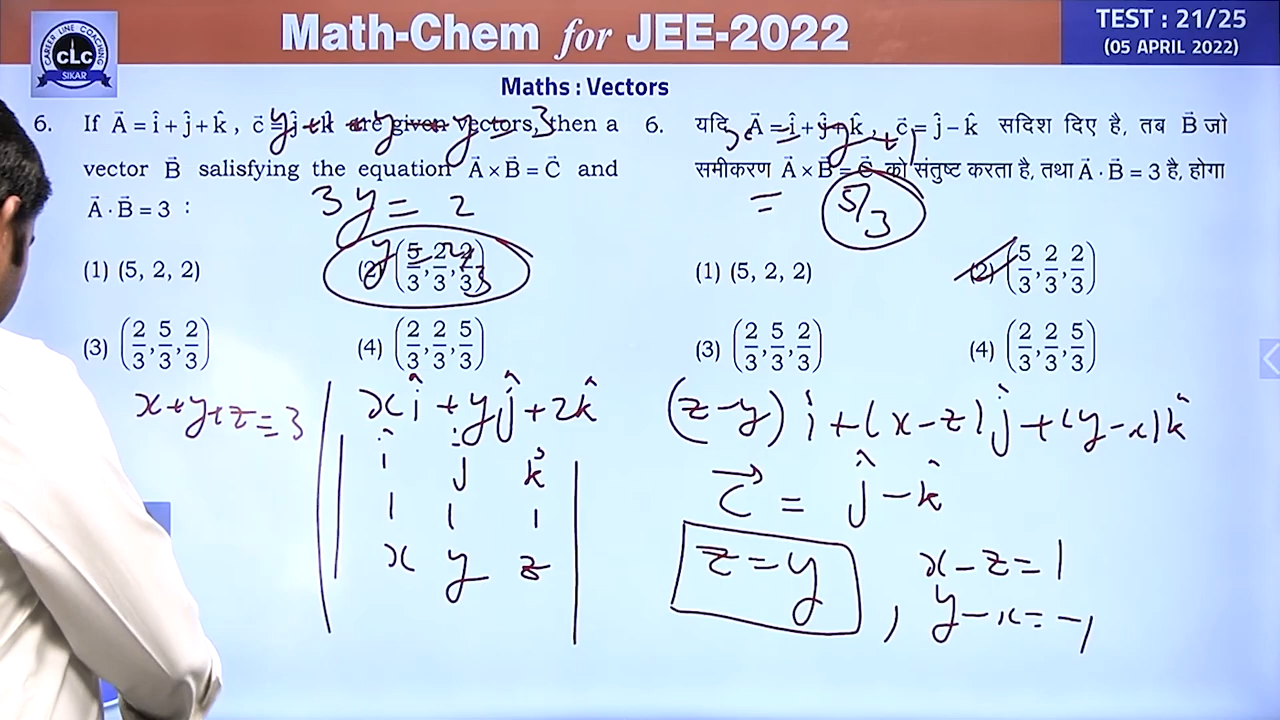 CAREER LINE COACHING
CLC
SIKAR
Math-Chem for JEE-2022
TEST : 21/25
(05 APRIL 2022)
Maths : Vectors
6. If A⃗ = î + ĵ + k̂ , c⃗ = ĵ - k̂ are given vectors, then a
vector B⃗ salisfying the equation A⃗ × B⃗ = C⃗ and
A⃗ · B⃗ = 3 :
3y = 2
(1) (5, 2, 2)
(2) (5/3, 2/3, 2/3)
(3) (2/3, 5/3, 2/3)
(4) (2/3, 2/3, 5/3)
x+y+z=3
xî + yĵ + zk̂
î ĵ k̂
1 1 1
x y z
6. यदि A⃗ = î + ĵ + k̂ , c⃗ = ĵ - k̂ सदिश दिए है, तब B⃗ जो
समीकरण A⃗ × B⃗ = C⃗ को संतुष्ट करता है, तथा A⃗ · B⃗ = 3 है, होगा
= 5/3
(1) (5, 2, 2)
(2) (5/3, 2/3, 2/3)
(3) (2/3, 5/3, 2/3)
(4) (2/3, 2/3, 5/3)
(z-y)î + (x-z)ĵ + (y-x)k̂
C⃗ = ĵ - k̂
z = y
x-z=1
, y-x=-1